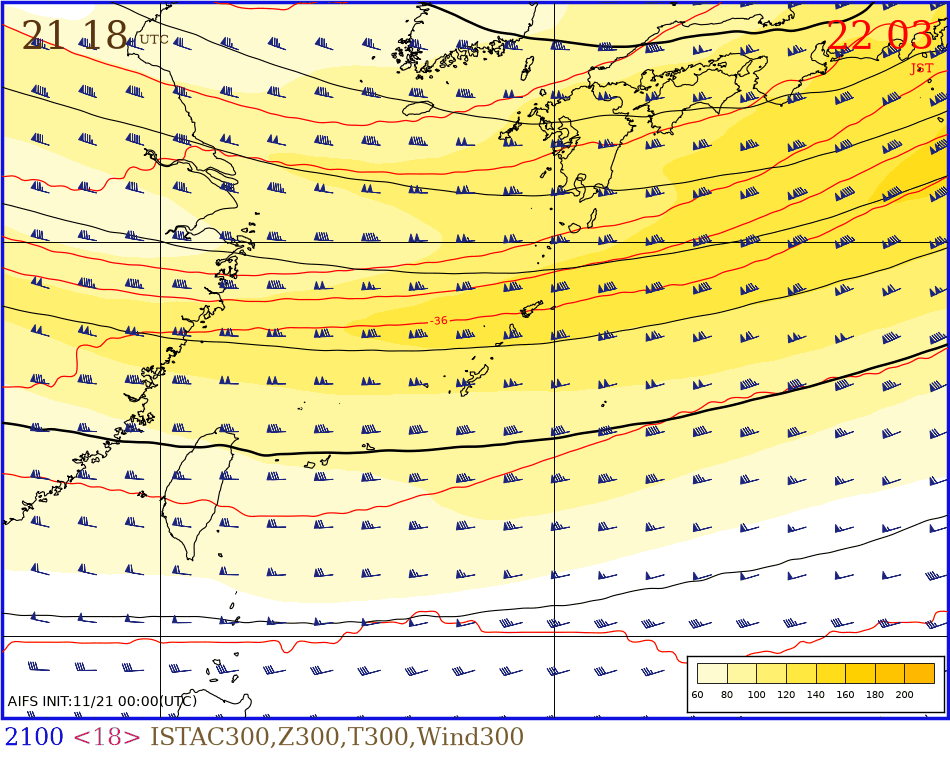 21 18 UTC
22 03
JST
-36
60 80 100 120 140 160 180 200
AIFS INIT:11/21 00:00(UTC)
2100 <18> ISTAC300,Z300,T300,Wind300